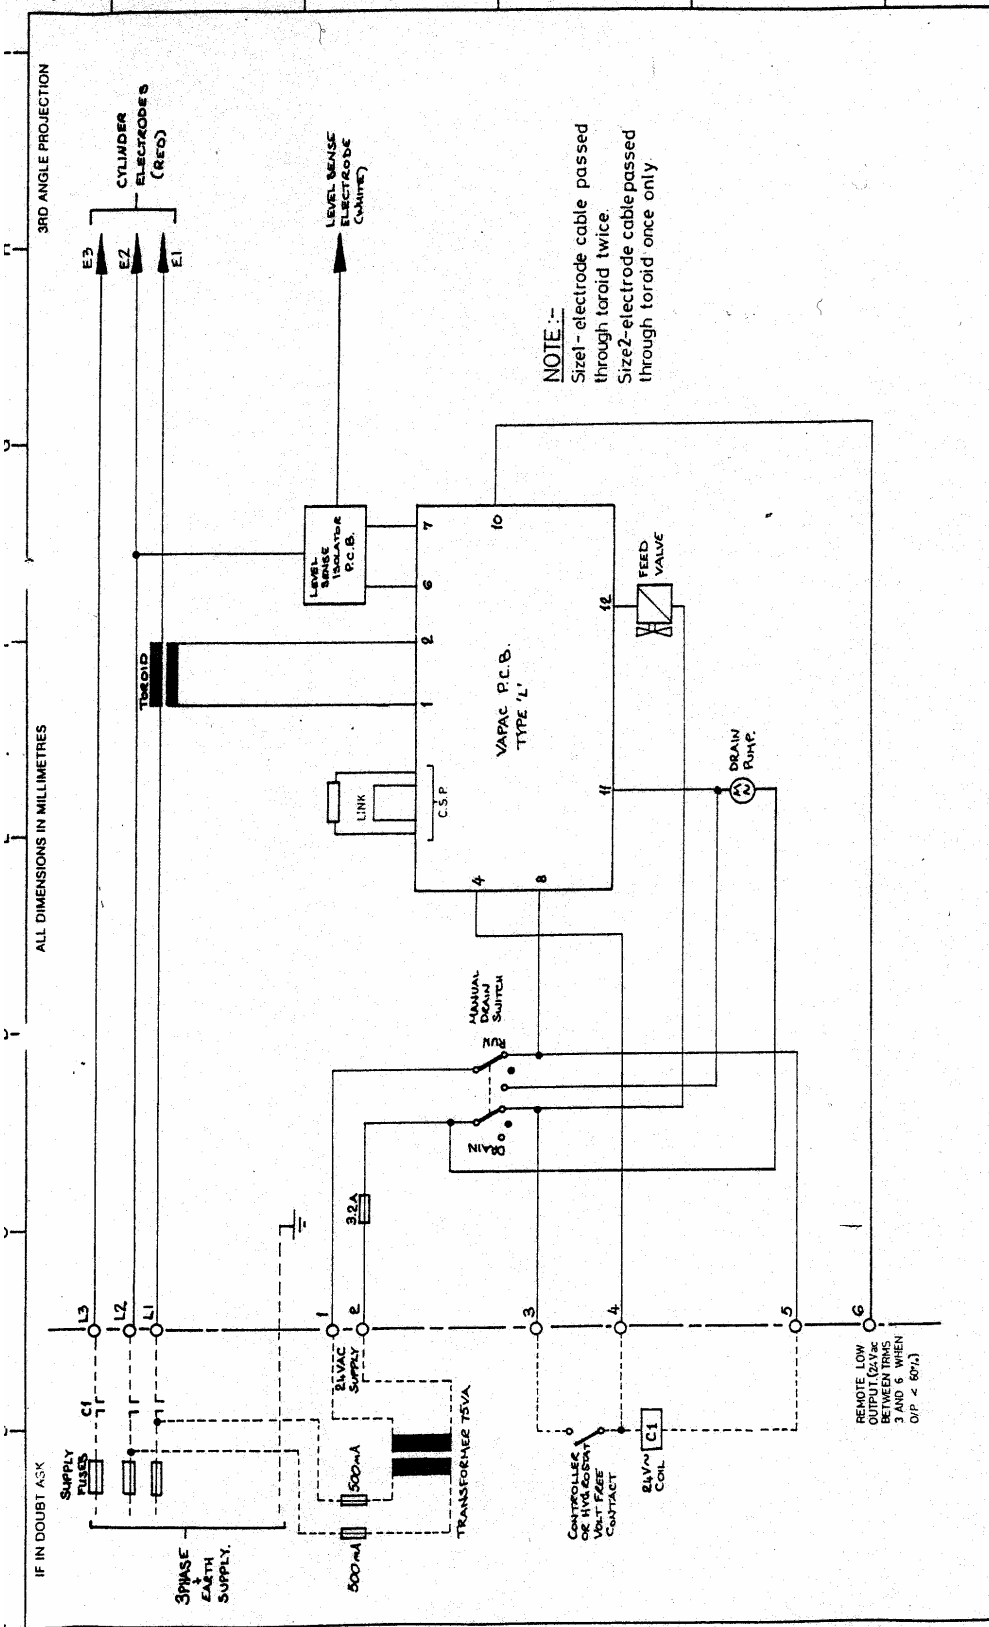 IF IN DOUBT ASK
ALL DIMENSIONS IN MILLIMETRES
3RD ANGLE PROJECTION
3PHASE
+
EARTH
SUPPLY.
SUPPLY
FUSES
C1
L3
L2
L1
E3
E2
E1
CYLINDER
ELECTRODES
(RED)
TOROID
LEVEL
SENSE
ISOLATOR
P.C.B.
LEVEL SENSE
ELECTRODE
(WHITE)
500mA
500mA
TRANSFORMER 75VA.
24VAC
SUPPLY
1
2
3.2A
LINK
C.S.P.
1
2
6
7
VAPAC P.C.B.
TYPE 'L'
4
8
10
11
12
MANUAL
DRAIN
SWITCH
RUN
DRAIN
FEED
VALVE
DRAIN
PUMP.
M
NOTE:-
Size1- electrode cable passed
through toroid twice.
Size2-electrode cable passed
through toroid once only
3
4
5
6
CONTROLLER
OR HYGROSTAT
VOLT FREE
CONTACT
24V~
COIL
C1
REMOTE LOW
OUTPUT.(24Vac
BETWEEN TRMS
3 AND 6 WHEN
O/P < 60%)